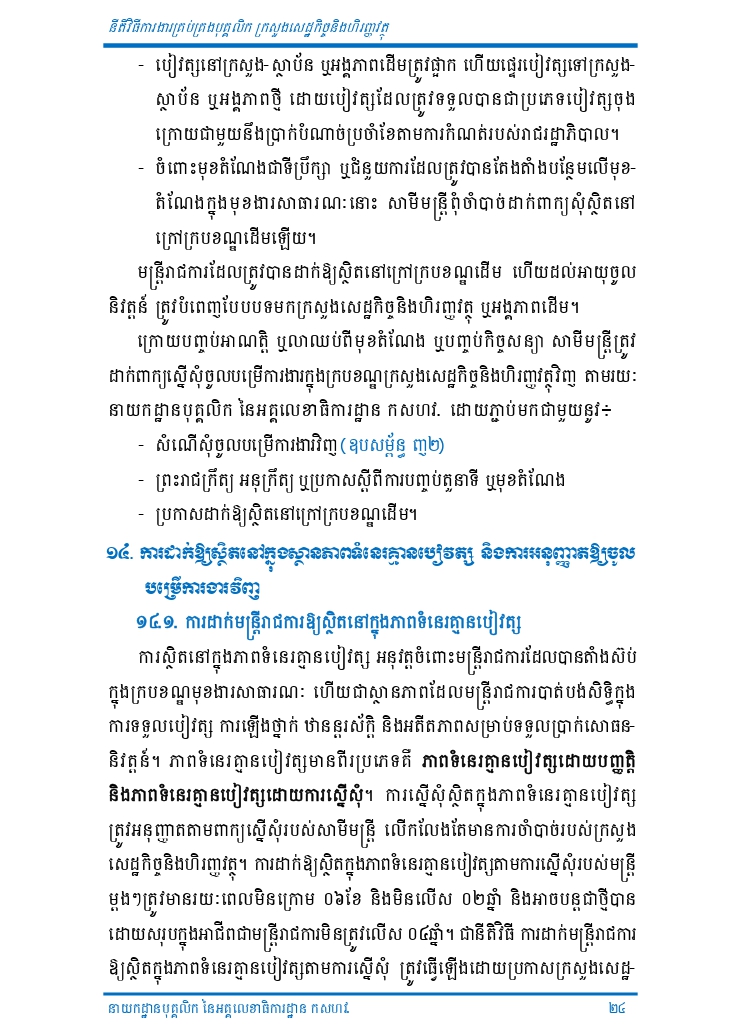 នីតិវិធីការងារគ្រប់គ្រងបុគ្គលិក ក្រសួងសេដ្ឋកិច្ចនិងហិរញ្ញវត្ថុ
- បៀវត្សនៅក្រសួង-ស្ថាប័ន ឬអង្គភាពដើមត្រូវផ្អាក ហើយផ្ទេរបៀវត្សទៅក្រសួង-
ស្ថាប័ន ឬអង្គភាពថ្មី ដោយបៀវត្សដែលត្រូវទទួលបានជាប្រភេទបៀវត្សចុង
ក្រោយជាមួយនឹងប្រាក់បំណាច់ប្រចាំខែតាមការកំណត់របស់រាជរដ្ឋាភិបាល។
- ចំពោះមុខតំណែងជាទីប្រឹក្សា ឬជំនួយការដែលត្រូវបានតែងតាំងបន្ថែមលើមុខ-
តំណែងក្នុងមុខងារសាធារណៈនោះ សាមីមន្ត្រីពុំចាំបាច់ដាក់ពាក្យសុំស្ថិតនៅ
ក្រៅក្របខណ្ឌដើមឡើយ។
មន្ត្រីរាជការដែលត្រូវបានដាក់ឱ្យស្ថិតនៅក្រៅក្របខណ្ឌដើម ហើយដល់អាយុចូល
និវត្តន៍ ត្រូវបំពេញបែបបទមកក្រសួងសេដ្ឋកិច្ចនិងហិរញ្ញវត្ថុ ឬអង្គភាពដើម។
ក្រោយបញ្ចប់អាណត្តិ ឬលាឈប់ពីមុខតំណែង ឬបញ្ចប់កិច្ចសន្យា សាមីមន្ត្រីត្រូវ
ដាក់ពាក្យស្នើសុំចូលបម្រើការងារក្នុងក្របខណ្ឌក្រសួងសេដ្ឋកិច្ចនិងហិរញ្ញវត្ថុវិញ តាមរយៈ
នាយកដ្ឋានបុគ្គលិក នៃអគ្គលេខាធិការដ្ឋាន កសហវ. ដោយភ្ជាប់មកជាមួយនូវ÷
- សំណើសុំចូលបម្រើការងារវិញ(ឧបសម្ព័ន្ធ ញ២)
- ព្រះរាជក្រឹត្យ អនុក្រឹត្យ ឬប្រកាសស្តីពីការបញ្ចប់តួនាទី ឬមុខតំណែង
- ប្រកាសដាក់ឱ្យស្ថិតនៅក្រៅក្របខណ្ឌដើម។
១៤. ការដាក់ឱ្យស្ថិតនៅក្នុងស្ថានភាពទំនេរគ្មានបៀវត្ស និងការអនុញ្ញាតឱ្យចូល
បម្រើការងារវិញ
១៤.១. ការដាក់មន្ត្រីរាជការឱ្យស្ថិតនៅក្នុងភាពទំនេរគ្មានបៀវត្ស
ការស្ថិតនៅក្នុងភាពទំនេរគ្មានបៀវត្ស អនុវត្តចំពោះមន្ត្រីរាជការដែលបានតាំងស៊ប់
ក្នុងក្របខណ្ឌមុខងារសាធារណៈ ហើយជាស្ថានភាពដែលមន្ត្រីរាជការបាត់បង់សិទ្ធិក្នុង
ការទទួលបៀវត្ស ការឡើងថ្នាក់ ឋានន្តរស័ក្តិ និងអតីតភាពសម្រាប់ទទួលប្រាក់សោធន-
និវត្តន៍។ ភាពទំនេរគ្មានបៀវត្សមានពីរប្រភេទគឺ ភាពទំនេរគ្មានបៀវត្សដោយបញ្ញត្តិ
និងភាពទំនេរគ្មានបៀវត្សដោយការស្នើសុំ។ ការស្នើសុំស្ថិតក្នុងភាពទំនេរគ្មានបៀវត្ស
ត្រូវអនុញ្ញាតតាមពាក្យស្នើសុំរបស់សាមីមន្ត្រី លើកលែងតែមានការចាំបាច់របស់ក្រសួង
សេដ្ឋកិច្ចនិងហិរញ្ញវត្ថុ។ ការដាក់ឱ្យស្ថិតក្នុងភាពទំនេរគ្មានបៀវត្សតាមការស្នើសុំរបស់មន្ត្រី
ម្តងៗត្រូវមានរយៈពេលមិនក្រោម ០៦ខែ និងមិនលើស ០២ឆ្នាំ និងអាចបន្តជាថ្មីបាន
ដោយសរុបក្នុងអាជីពជាមន្ត្រីរាជការមិនត្រូវលើស ០៤ឆ្នាំ។ ជានីតិវិធី ការដាក់មន្ត្រីរាជការ
ឱ្យស្ថិតក្នុងភាពទំនេរគ្មានបៀវត្សតាមការស្នើសុំ ត្រូវធ្វើឡើងដោយប្រកាសក្រសួងសេដ្ឋ-
នាយកដ្ឋានបុគ្គលិក នៃអគ្គលេខាធិការដ្ឋាន កសហវ. ២៤